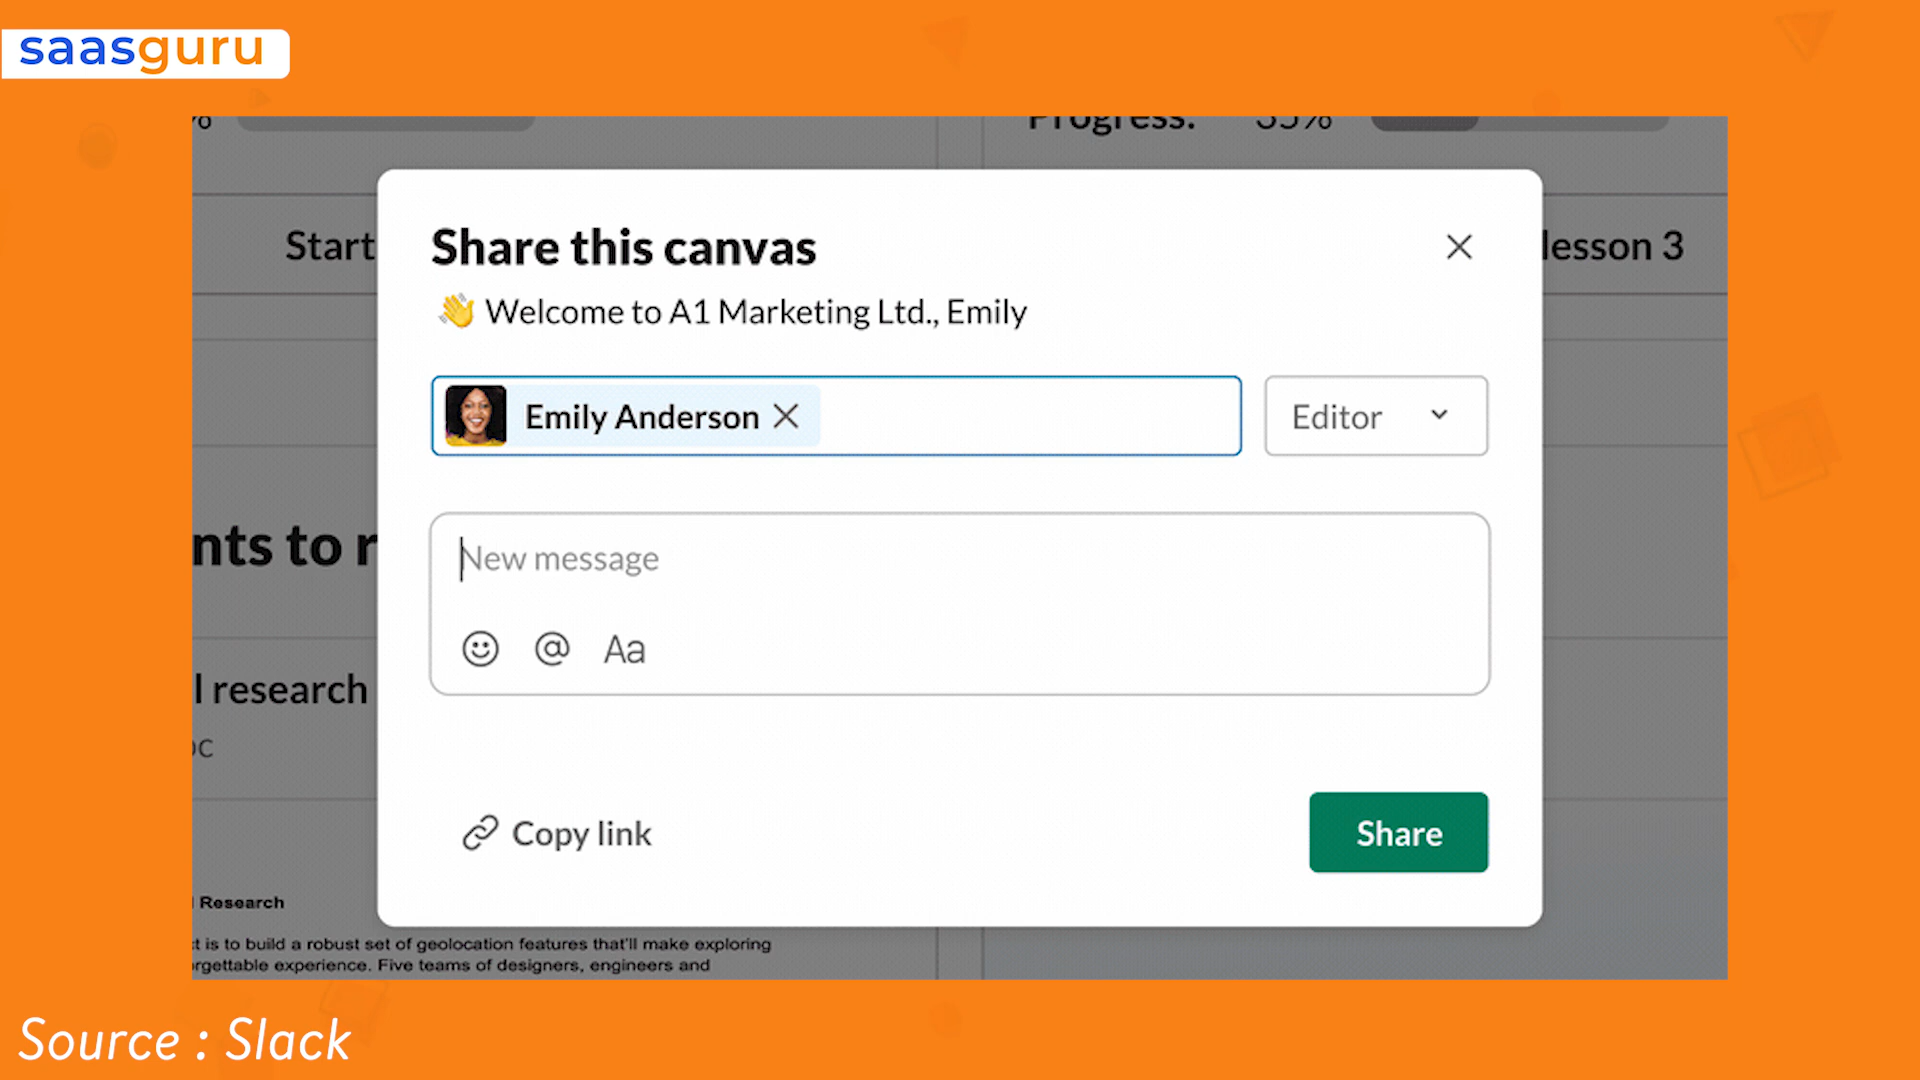 saasguru
Progress: 35%
Start
lesson 3
Share this canvas
👋 Welcome to A1 Marketing Ltd., Emily
Emily Anderson
Editor
New message
@ Aa
nts to r
l research
Copy link
Share
Research
t is to build a robust set of geolocation features that'll make exploring
rgettable experience. Five teams of designers, engineers and
Source : Slack